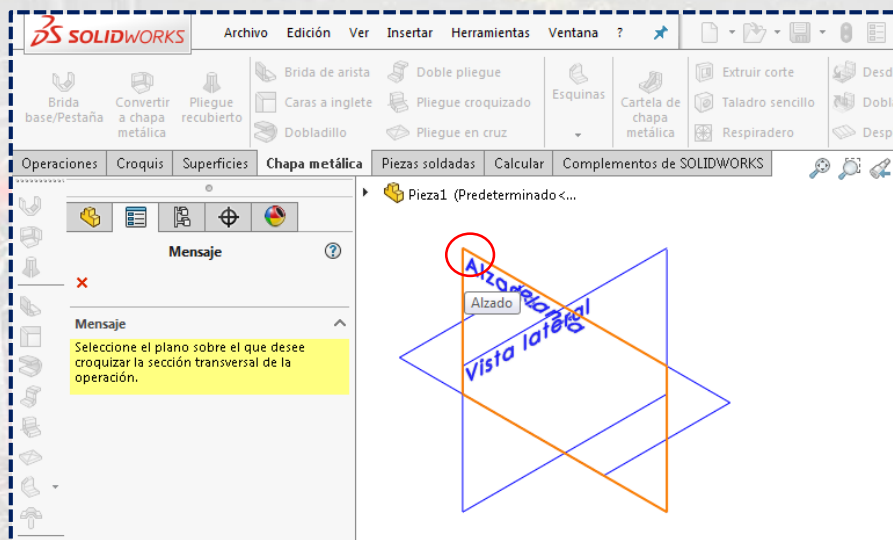 SOLIDWORKS
Archivo Edición Ver Insertar Herramientas Ventana ?
Brida base/Pestaña
Convertir a chapa metálica
Pliegue recubierto
Brida de arista
Caras a inglete
Dobladillo
Doble pliegue
Pliegue croquizado
Pliegue en cruz
Esquinas
Cartela de chapa metálica
Extruir corte
Taladro sencillo
Respiradero
Desd
Dobl
Desp
Operaciones Croquis Superficies Chapa metálica Piezas soldadas Calcular Complementos de SOLIDWORKS
Pieza1 (Predeterminado<...
Mensaje
Mensaje
Seleccione el plano sobre el que desee
croquizar la sección transversal de la
operación.
Alzado
Vista lateral